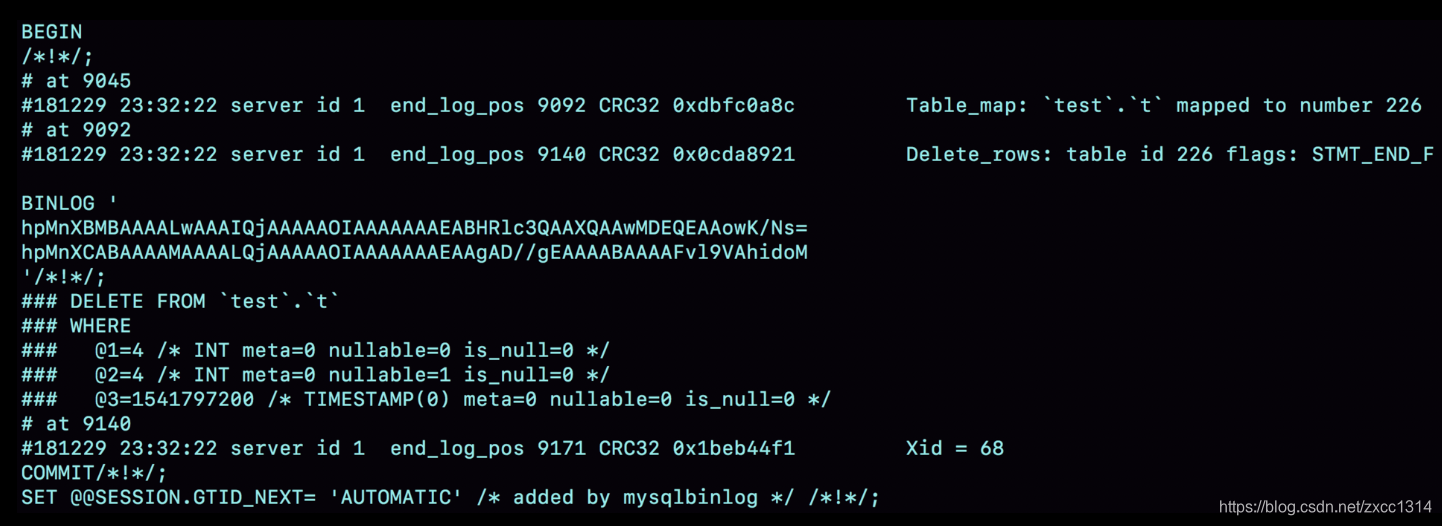 BEGIN
/*!*/;
# at 9045
#181229 23:32:22 server id 1  end_log_pos 9092 CRC32 0xdbfc0a8c         Table_map: `test`.`t` mapped to number 226
# at 9092
#181229 23:32:22 server id 1  end_log_pos 9140 CRC32 0x0cda8921         Delete_rows: table id 226 flags: STMT_END_F

BINLOG '
hpMnXBMBAAAALwAAAIQjAAAAAOIAAAAAAAEABHRlc3QAAXQAAwMDEQEAAowK/Ns=
hpMnXCABAAAAMAAAALQjAAAAAOIAAAAAAAEAAgAD//gEAAAABAAAAFvl9VAhidoM
'/*!*/;
### DELETE FROM `test`.`t`
### WHERE
###   @1=4 /* INT meta=0 nullable=0 is_null=0 */
###   @2=4 /* INT meta=0 nullable=1 is_null=0 */
###   @3=1541797200 /* TIMESTAMP(0) meta=0 nullable=0 is_null=0 */
# at 9140
#181229 23:32:22 server id 1  end_log_pos 9171 CRC32 0x1beb44f1         Xid = 68
COMMIT/*!*/;
SET @@SESSION.GTID_NEXT= 'AUTOMATIC' /* added by mysqlbinlog */ /*!*/;
https://blog.csdn.net/zxcc1314